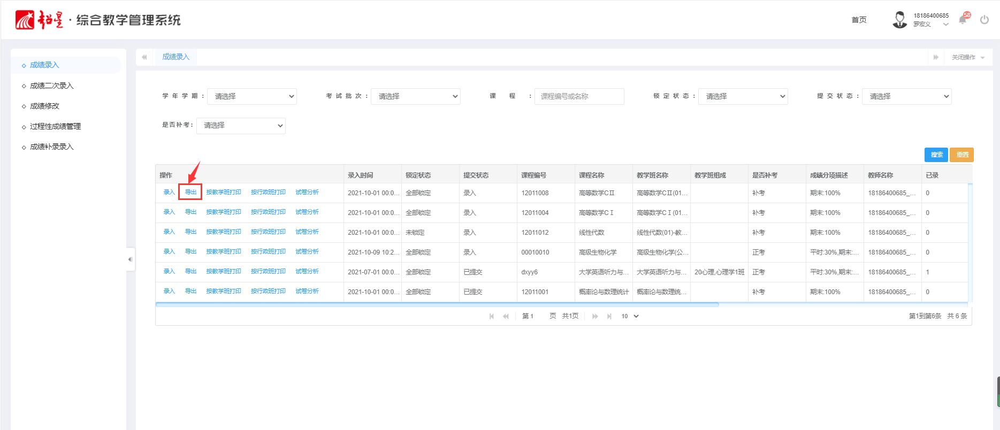 超星 · 综合教学管理系统
首页
18186400685
罗宏义
58
成绩录入
成绩二次录入
成绩修改
过程性成绩管理
成绩补录录入
成绩录入
关闭操作
学年学期: 请选择 考试批次: 请选择 课程: 课程编号或名称 锁定状态: 请选择 提交状态: 请选择
是否补考: 请选择
搜索 重置
操作 录入时间 锁定状态 提交状态 课程编号 课程名称 教学班名称 教学班组成 是否补考 成绩分项描述 教师名称 已录
录入 导出 按教学班打印 按行政班打印 试卷分析 2021-10-01 00:0... 全部锁定 录入 12011008 高等数学CⅡ 高等数学CⅡ(01... 补考 期末:100% 18186400685_... 0
录入 导出 按教学班打印 按行政班打印 试卷分析 2021-10-01 00:0... 全部锁定 录入 12011004 高等数学CⅠ 高等数学CⅠ(01... 补考 期末:100% 18186400685_... 0
录入 导出 按教学班打印 按行政班打印 试卷分析 2021-10-01 00:0... 未锁定 录入 12011012 线性代数 线性代数(01)-教... 补考 期末:100% 18186400685_... 0
录入 导出 按教学班打印 按行政班打印 试卷分析 2021-10-09 10:2... 全部锁定 录入 00010010 高级生物化学 高级生物化学(公... 正考 平时:30%,期末:... 18186400685_... 0
录入 导出 按教学班打印 按行政班打印 试卷分析 2021-07-01 00:0... 全部锁定 已提交 dxyy6 大学英语听力与... 大学英语听力与... 20心理,心理学1班 正考 平时:30%,期末:... 18186400685_... 1
录入 导出 按教学班打印 按行政班打印 试卷分析 2021-10-01 00:0... 全部锁定 已提交 12011001 概率论与数理统计 概率论与数理统... 补考 期末:100% 18186400685_... 0
第 1 页 共1页 10 第1到第6条 共 6 条